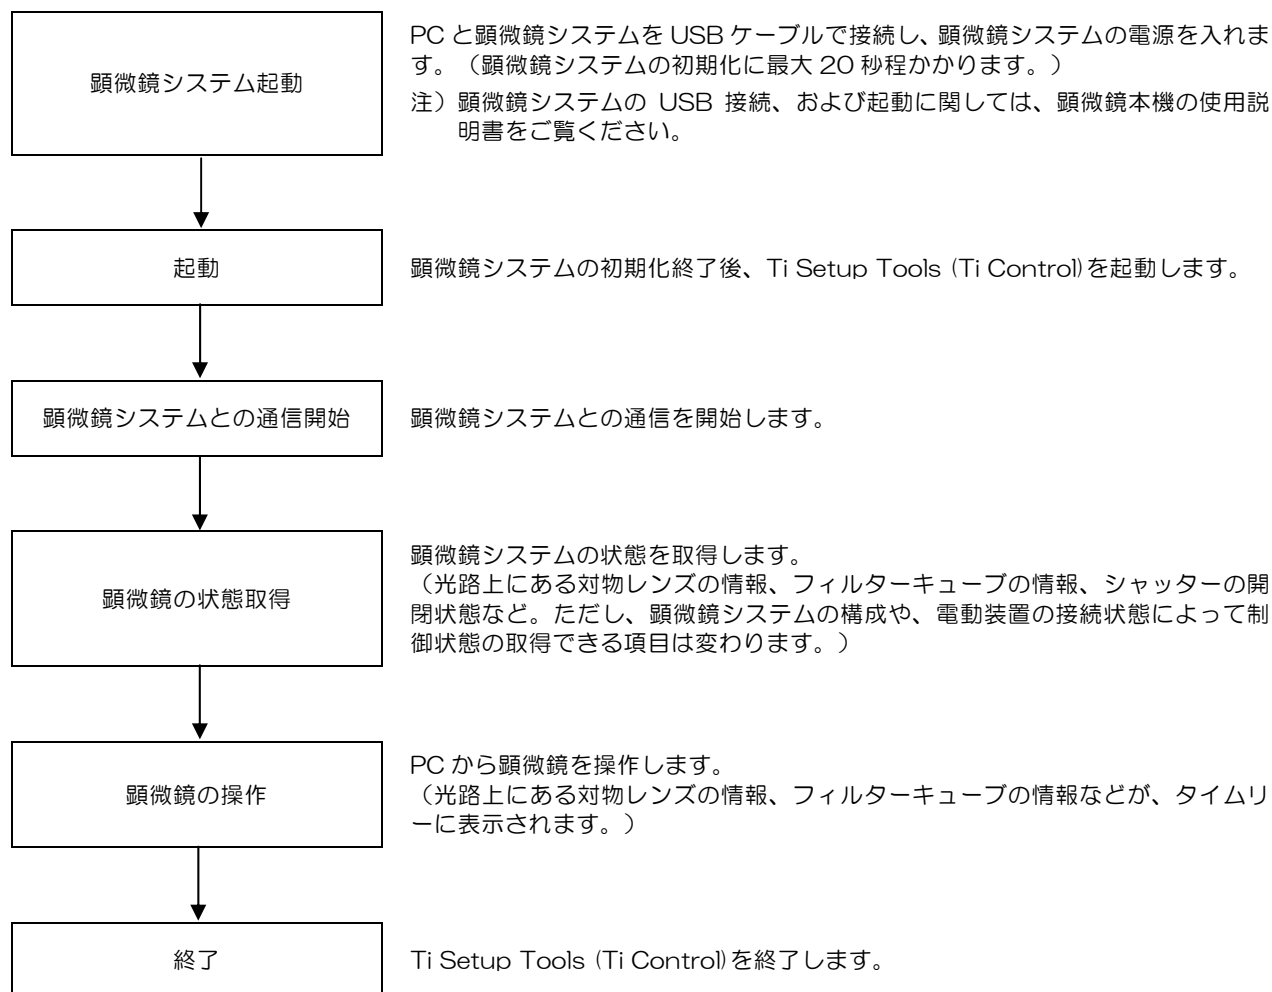 顕微鏡システム起動
PC と顕微鏡システムを USB ケーブルで接続し、顕微鏡システムの電源を入れま
す。（顕微鏡システムの初期化に最大 20 秒程かかります。）
注）顕微鏡システムの USB 接続、および起動に関しては、顕微鏡本機の使用説
明書をご覧ください。
起動
顕微鏡システムの初期化終了後、Ti Setup Tools (Ti Control)を起動します。
顕微鏡システムとの通信開始
顕微鏡システムとの通信を開始します。
顕微鏡の状態取得
顕微鏡システムの状態を取得します。
（光路上にある対物レンズの情報、フィルターキューブの情報、シャッターの開
閉状態など。ただし、顕微鏡システムの構成や、電動装置の接続状態によって制
御状態の取得できる項目は変わります。）
顕微鏡の操作
PC から顕微鏡を操作します。
（光路上にある対物レンズの情報、フィルターキューブの情報などが、タイムリ
ーに表示されます。）
終了
Ti Setup Tools (Ti Control)を終了します。